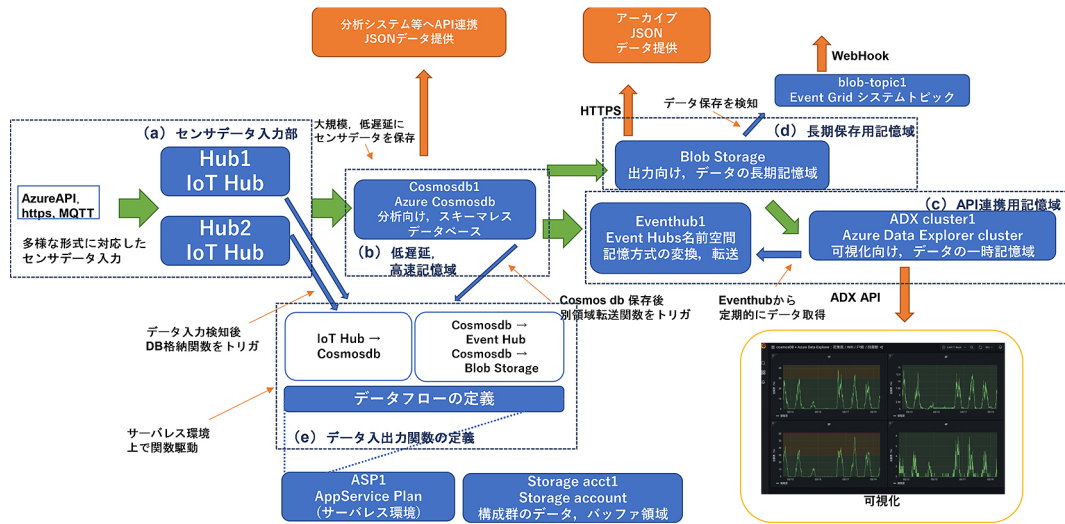 分析システム等へAPI連携
JSONデータ提供
アーカイブ
JSON
データ提供
WebHook
blob-topic1
Event Grid システムトピック
HTTPS
データ保存を検知
大規模，低遅延に
センサデータを保存
(a) センサデータ入力部
Hub1
IoT Hub
Hub2
IoT Hub
AzureAPI,
https, MQTT
多様な形式に対応した
センサデータ入力
Cosmosdb1
Azure Cosmosdb
分析向け，スキーマレス
データベース
(b) 低遅延，
高速記憶域
(d) 長期保存用記憶域
Blob Storage
出力向け，データの長期記憶域
(c) API連携用記憶域
Eventhub1
Event Hubs名前空間
記憶方式の変換，転送
ADX cluster1
Azure Data Explorer cluster
可視化向け，データの一時記憶域
Cosmos db 保存後
別領域転送関数をトリガ
Eventhubから
定期的にデータ取得
ADX API
データ入力検知後
DB格納関数をトリガ
IoT Hub →
Cosmosdb
Cosmosdb →
Event Hub
Cosmosdb →
Blob Storage
データフローの定義
(e) データ入出力関数の定義
サーバレス環境
上で関数駆動
ASP1
AppService Plan
（サーバレス環境）
Storage acct1
Storage account
構成群のデータ，バッファ領域
可視化